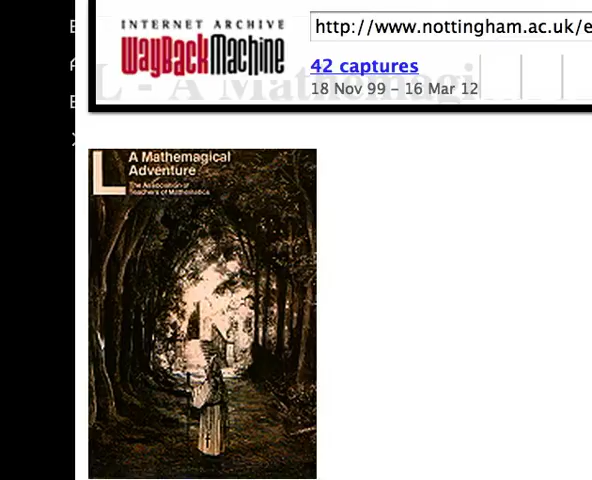 INTERNET ARCHIVE
http://www.nottingham.ac.uk/e
WayBackMachine
42 captures
L - A Mathemagi
18 Nov 99 - 16 Mar 12
L
A Mathemagical
Adventure
The Association of
Teachers of Mathematics